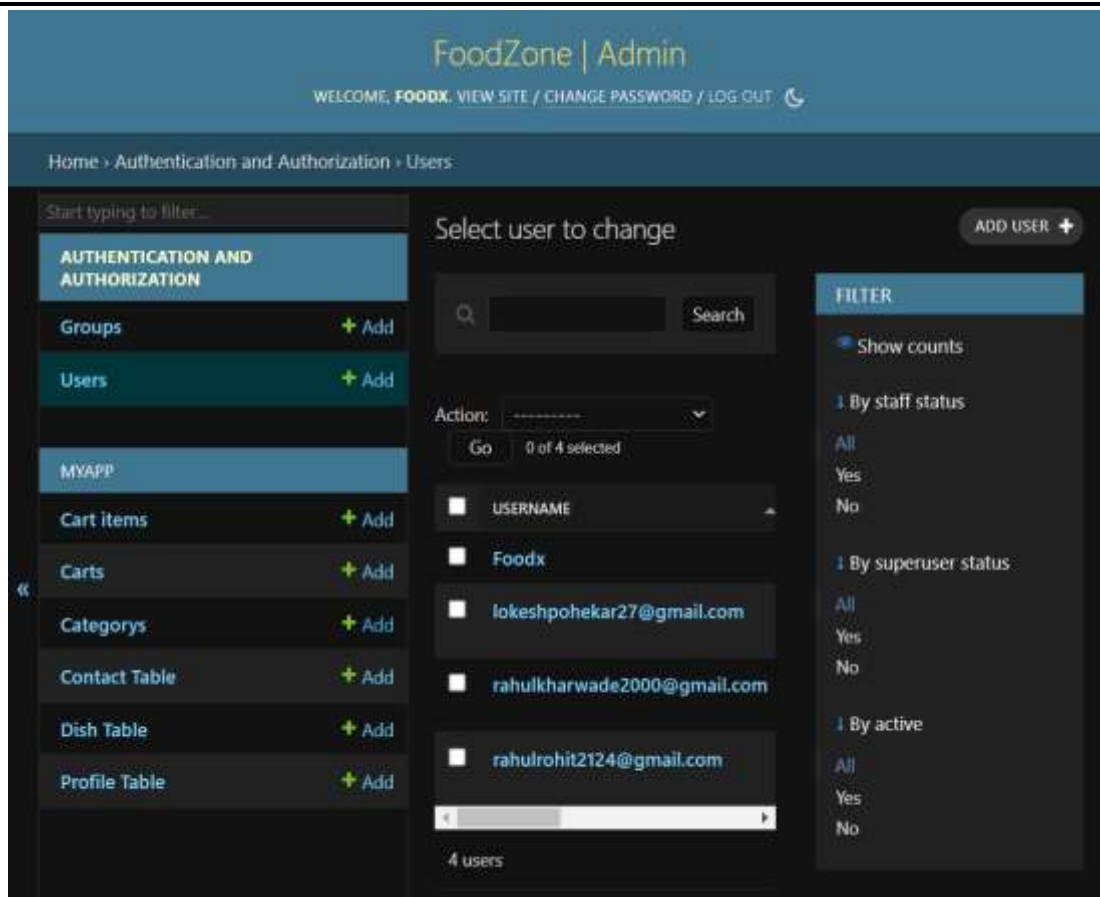 FoodZone | Admin
WELCOME, FOODX. VIEW SITE / CHANGE PASSWORD / LOG OUT
Home › Authentication and Authorization › Users
Start typing to filter...
AUTHENTICATION AND
AUTHORIZATION
Groups + Add
Users + Add
MYAPP
Cart items + Add
Carts + Add
Categorys + Add
Contact Table + Add
Dish Table + Add
Profile Table + Add
«
Select user to change
ADD USER +
Search
Action: ---------
Go 0 of 4 selected
USERNAME
Foodx
lokeshpohekar27@gmail.com
rahulkharwade2000@gmail.com
rahulrohit2124@gmail.com
4 users
FILTER
Show counts
↓ By staff status
All
Yes
No
↓ By superuser status
All
Yes
No
↓ By active
All
Yes
No